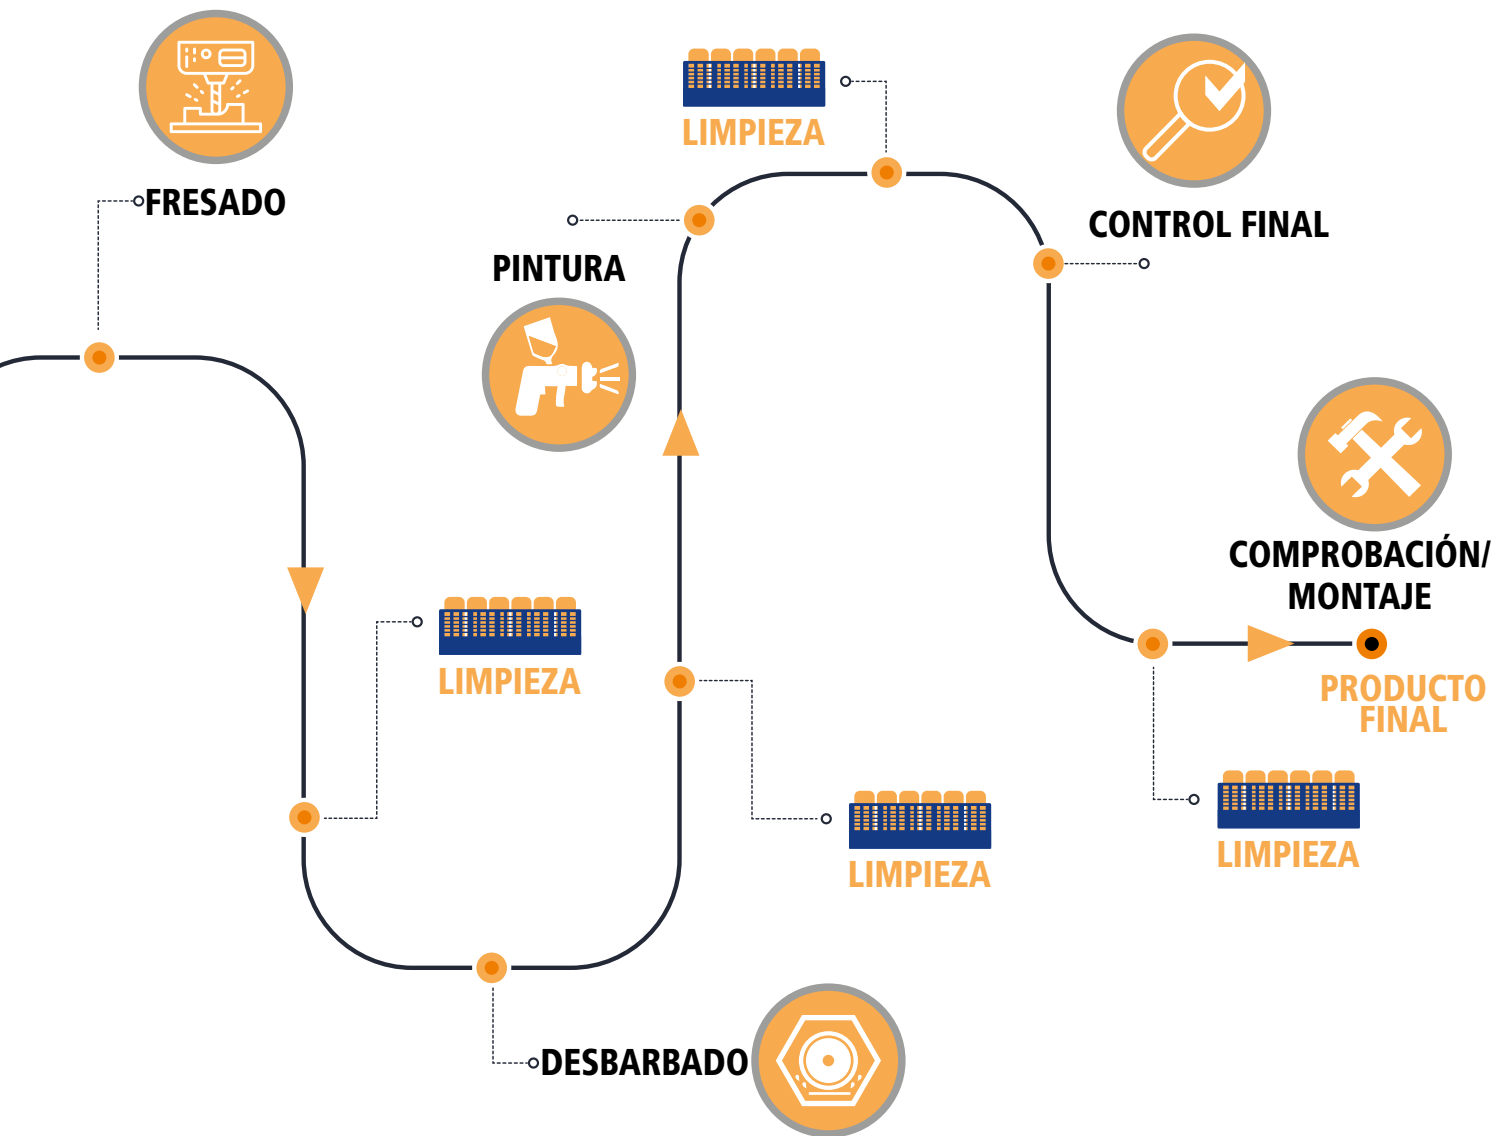 FRESADO
LIMPIEZA
DESBARBADO
LIMPIEZA
PINTURA
LIMPIEZA
CONTROL FINAL
LIMPIEZA
COMPROBACIÓN/
MONTAJE
PRODUCTO
FINAL